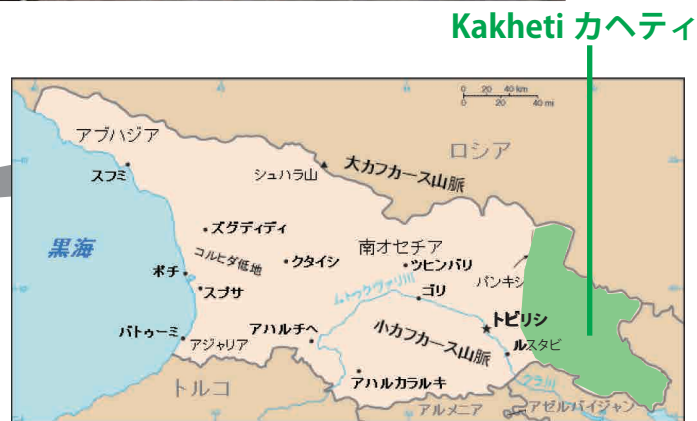 Kakheti カヘティ
0 20 40 km
0 20 40 mi
アブハジア
ロシア
スフミ
シュハラ山
大カフカース山脈
ズグディディ
黒海
コルヒダ低地
クタイシ
南オセチア
ツヒンバリ
ポチ
パンキシ
スプサ
ムトゥクヴァリ川
ゴリ
トビリシ
バトゥーミ
アジャリア
アハルチヘ
小カフカース山脈
ルスタビ
アハルカラルキ
トルコ
クラ川
アルメニア
アゼルバイジャン